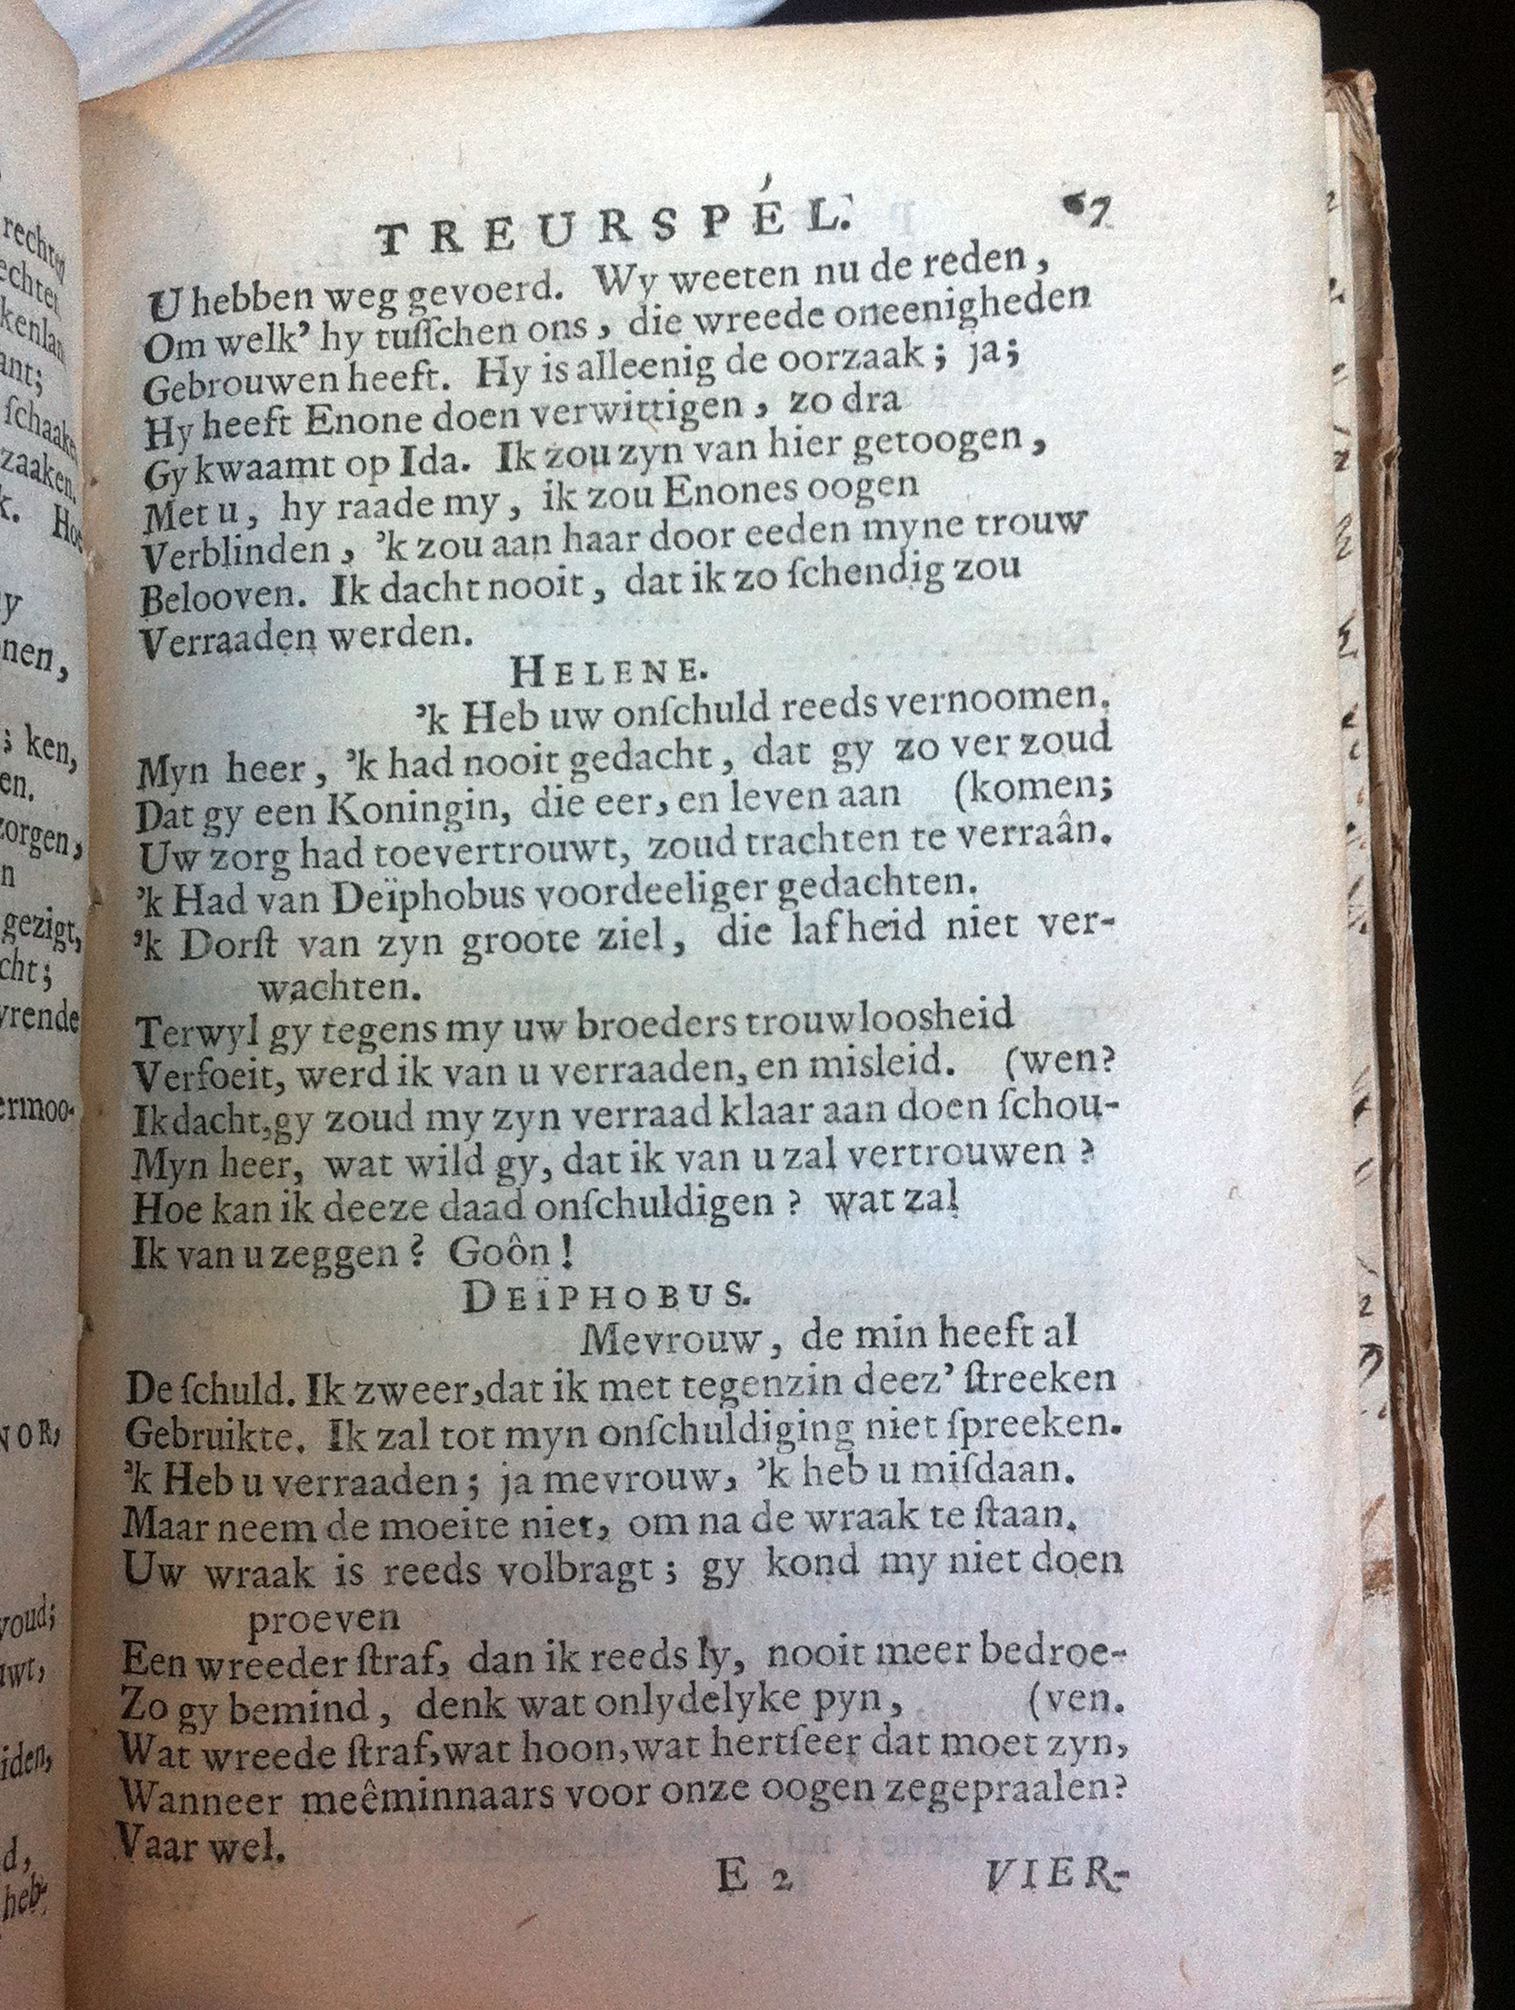 TREURSPÉL. 67
U hebben weg gevoerd. Wy weeten nu de reden,
Om welk' hy tuſſchen ons, die wreede oneenigheden
Gebrouwen heeft. Hy is alleenig de oorzaak; ja;
Hy heeft Enone doen verwittigen, zo dra
Gy kwaamt op Ida. Ik zou zyn van hier getoogen,
Met u, hy raade my, ik zou Enones oogen
Verblinden, 'k zou aan haar door eeden myne trouw
Belooven. Ik dacht nooit, dat ik zo ſchendig zou
Verraaden werden.
HELENE.
'k Heb uw onſchuld reeds vernoomen.
Myn heer, 'k had nooit gedacht, dat gy zo ver zoud
Dat gy een Koningin, die eer, en leven aan (komen;
Uw zorg had toevertrouwt, zoud trachten te verraân.
'k Had van Deïphobus voordeeliger gedachten.
'k Dorſt van zyn groote ziel, die lafheid niet ver-
wachten.
Terwyl gy tegens my uw broeders trouwloosheid
Verfoeit, werd ik van u verraaden, en misleid. (wen?
Ik dacht, gy zoud my zyn verraad klaar aan doen ſchou-
Myn heer, wat wild gy, dat ik van u zal vertrouwen?
Hoe kan ik deeze daad onſchuldigen? wat zal
Ik van u zeggen? Goôn!
DEÏPHOBUS.
Mevrouw, de min heeft al
De ſchuld. Ik zweer, dat ik met tegenzin deez' ſtreeken
Gebruikte. Ik zal tot myn onſchuldiging niet ſpreeken.
'k Heb u verraaden; ja mevrouw, 'k heb u miſdaan.
Maar neem de moeite niet, om na de wraak te ſtaan.
Uw wraak is reeds volbragt; gy kond my niet doen
proeven
Een wreeder ſtraf, dan ik reeds ly, nooit meer bedroe-
Zo gy bemind, denk wat onlydelyke pyn, (ven.
Wat wreede ſtraf, wat hoon, wat hertſeer dat moet zyn,
Wanneer meêminnaars voor onze oogen zegepraalen?
Vaar wel.
E 2 VIER-